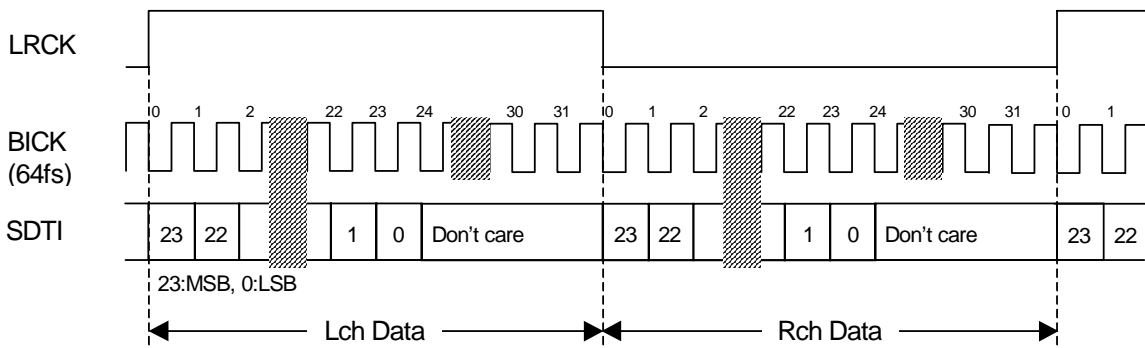 LRCK
0 1 2 22 23 24 30 31 0 1 2 22 23 24 30 31 0 1
BICK
(64fs)
SDTI 23 22 1 0 Don't care 23 22 1 0 Don't care 23 22
23:MSB, 0:LSB
Lch Data Rch Data